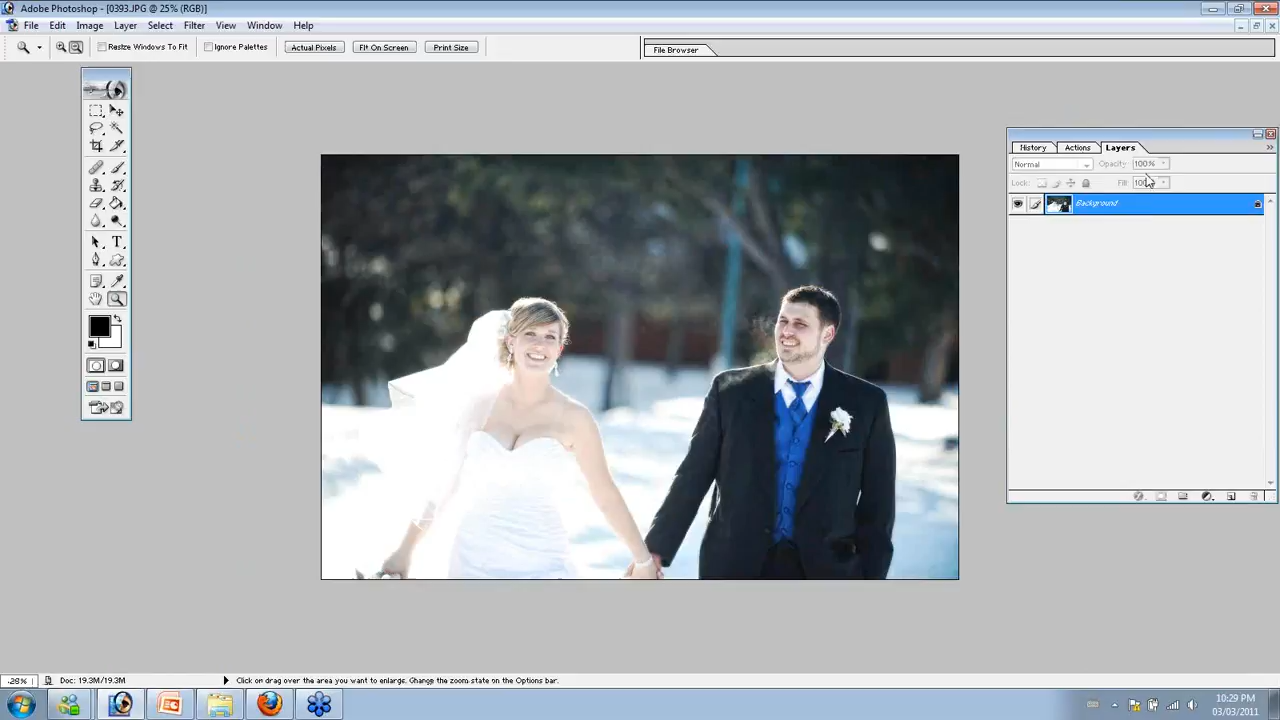 Adobe Photoshop - [0393.JPG @ 25% (RGB)]
File Edit Image Layer Select Filter View Window Help
Resize Windows To Fit Ignore Palettes Actual Pixels Fit On Screen Print Size File Browser
History Actions Layers
Normal Opacity: 100%
Lock: Fill: 100%
Background
Doc: 19.3M/19.3M Click on drag over the area you want to enlarge. Change the zoom state on the Options bar.
10:29 PM
03/03/2011